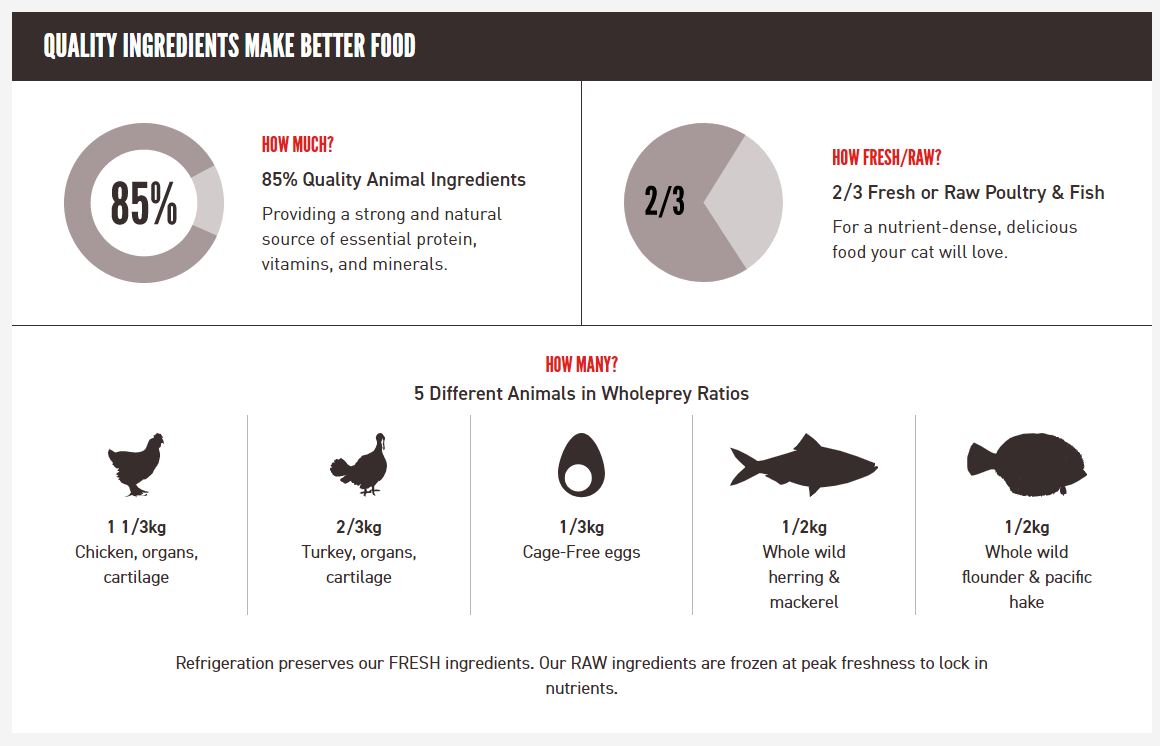 QUALITY INGREDIENTS MAKE BETTER FOOD
85%
HOW MUCH?
85% Quality Animal Ingredients
Providing a strong and natural
source of essential protein,
vitamins, and minerals.
2/3
HOW FRESH/RAW?
2/3 Fresh or Raw Poultry & Fish
For a nutrient-dense, delicious
food your cat will love.
HOW MANY?
5 Different Animals in Wholeprey Ratios
1 1/3kg
Chicken, organs,
cartilage
2/3kg
Turkey, organs,
cartilage
1/3kg
Cage-Free eggs
1/2kg
Whole wild
herring &
mackerel
1/2kg
Whole wild
flounder & pacific
hake
Refrigeration preserves our FRESH ingredients. Our RAW ingredients are frozen at peak freshness to lock in
nutrients.